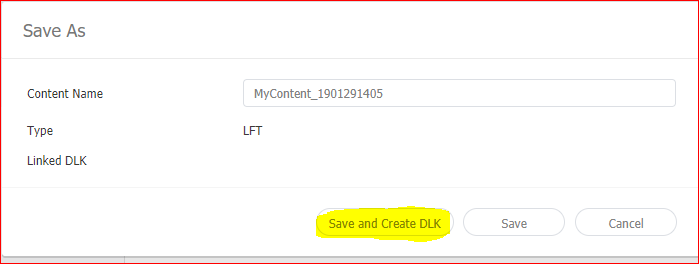 Save As
Content Name MyContent_1901291405
Type LFT
Linked DLK
Save and Create DLK Save Cancel